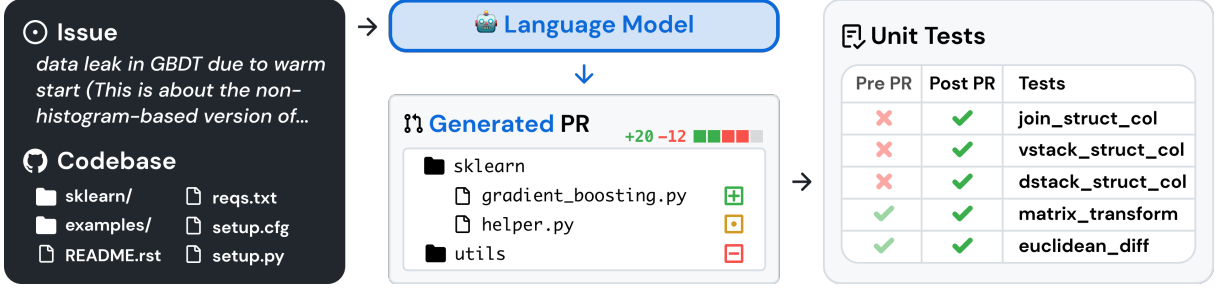 Issue
data leak in GBDT due to warm
start (This is about the non-
histogram-based version of...
Codebase
sklearn/
reqs.txt
examples/
setup.cfg
README.rst
setup.py
Language Model
Generated PR
+20 -12
sklearn
gradient_boosting.py
helper.py
utils
Unit Tests
Pre PR Post PR Tests
join_struct_col
vstack_struct_col
dstack_struct_col
matrix_transform
euclidean_diff